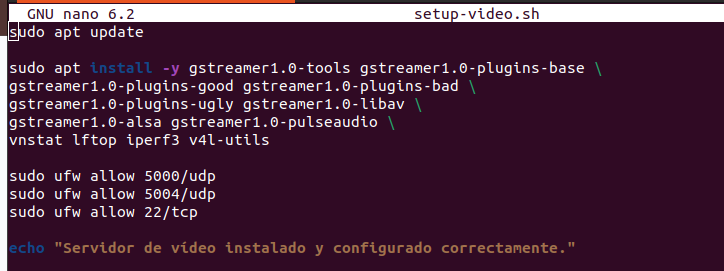 GNU nano 6.2 setup-video.sh
sudo apt update
sudo apt install -y gstreamer1.0-tools gstreamer1.0-plugins-base \
gstreamer1.0-plugins-good gstreamer1.0-plugins-bad \
gstreamer1.0-plugins-ugly gstreamer1.0-libav \
gstreamer1.0-alsa gstreamer1.0-pulseaudio \
vnstat lftop iperf3 v4l-utils
sudo ufw allow 5000/udp
sudo ufw allow 5004/udp
sudo ufw allow 22/tcp
echo "Servidor de vídeo instalado y configurado correctamente."